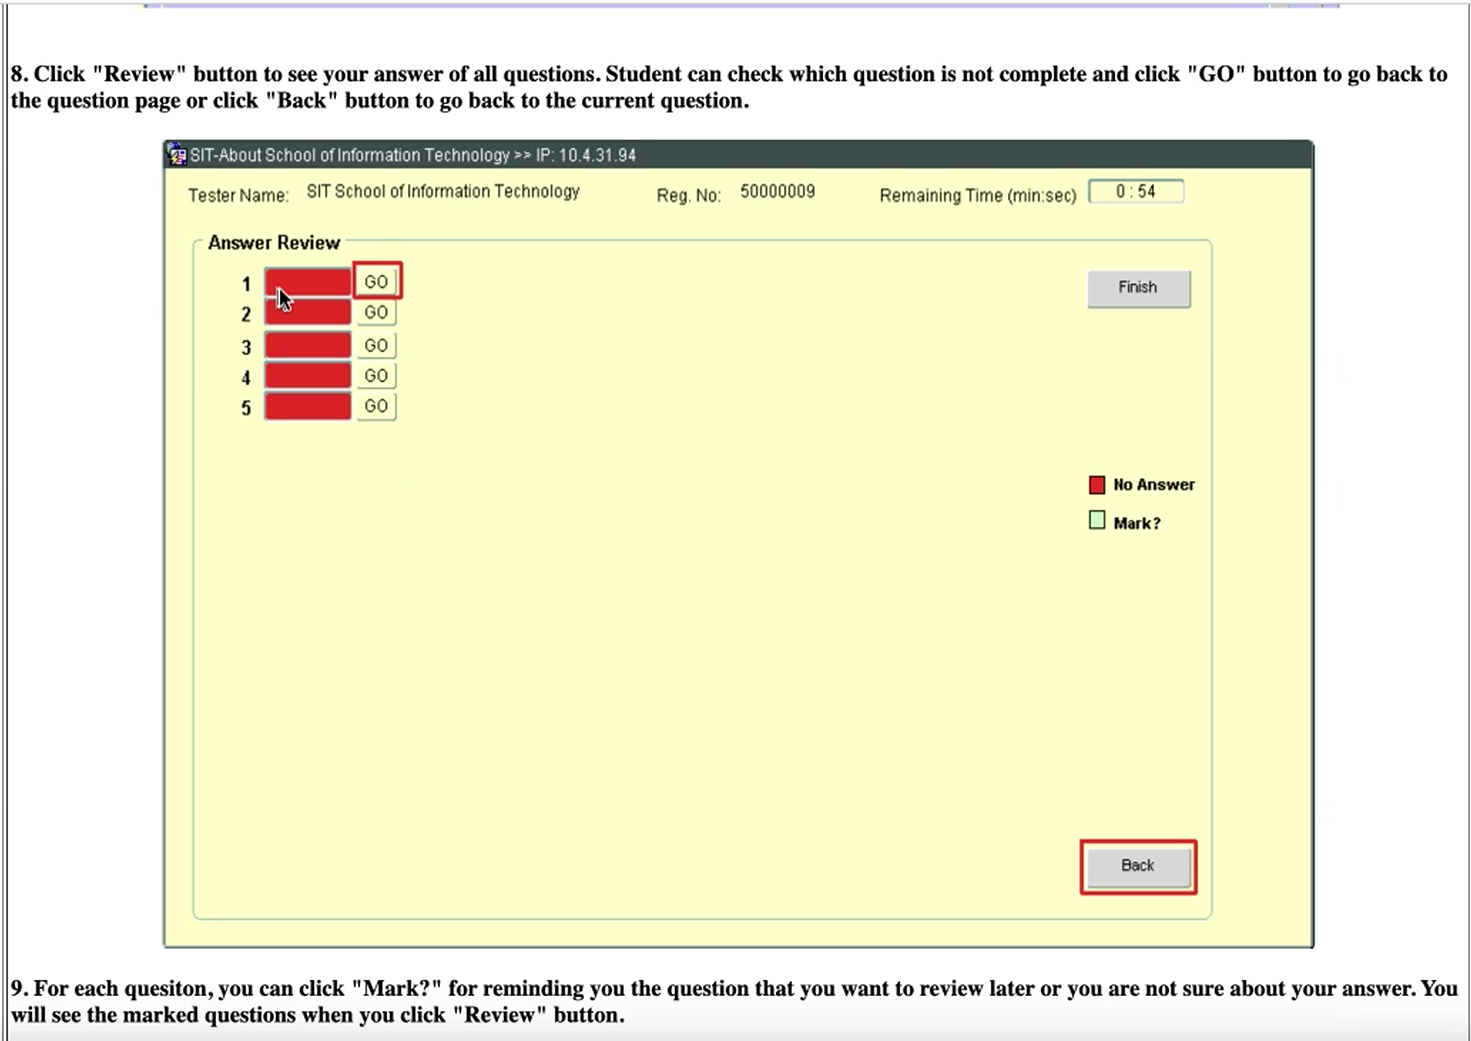 8. Click "Review" button to see your answer of all questions. Student can check which question is not complete and click "GO" button to go back to
the question page or click "Back" button to go back to the current question.
SIT-About School of Information Technology >> IP: 10.4.31.94
Tester Name: SIT School of Information Technology Reg. No: 50000009 Remaining Time (min:sec) 0 : 54
Answer Review
1 GO
Finish
2 GO
3 GO
4 GO
5 GO
No Answer
Mark?
Back
9. For each quesiton, you can click "Mark?" for reminding you the question that you want to review later or you are not sure about your answer. You
will see the marked questions when you click "Review" button.